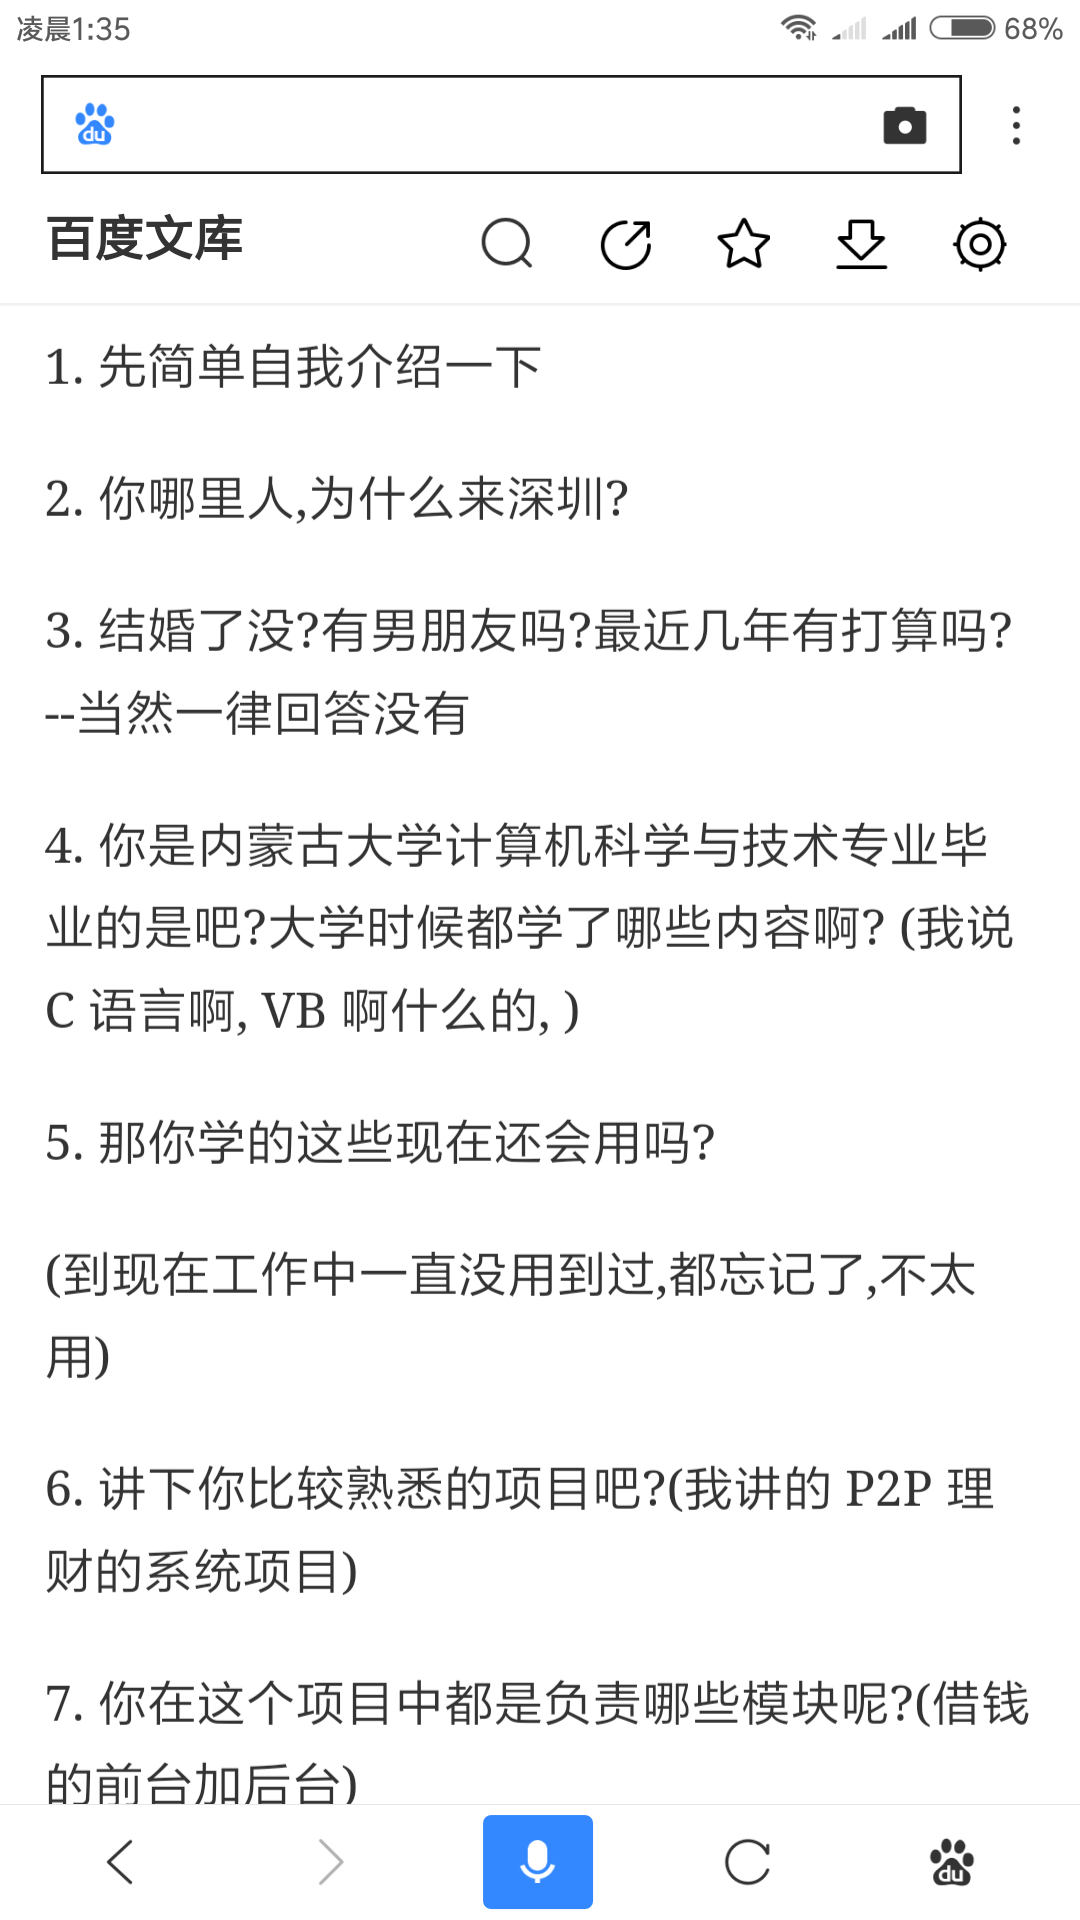 凌晨1:35
68%
du
百度文库
1. 先简单自我介绍一下
2. 你哪里人,为什么来深圳?
3. 结婚了没?有男朋友吗?最近几年有打算吗?
--当然一律回答没有
4. 你是内蒙古大学计算机科学与技术专业毕
业的是吧?大学时候都学了哪些内容啊? (我说
C 语言啊, VB 啊什么的, )
5. 那你学的这些现在还会用吗?
(到现在工作中一直没用到过,都忘记了,不太
用)
6. 讲下你比较熟悉的项目吧?(我讲的 P2P 理
财的系统项目)
7. 你在这个项目中都是负责哪些模块呢?(借钱
的前台加后台)
du